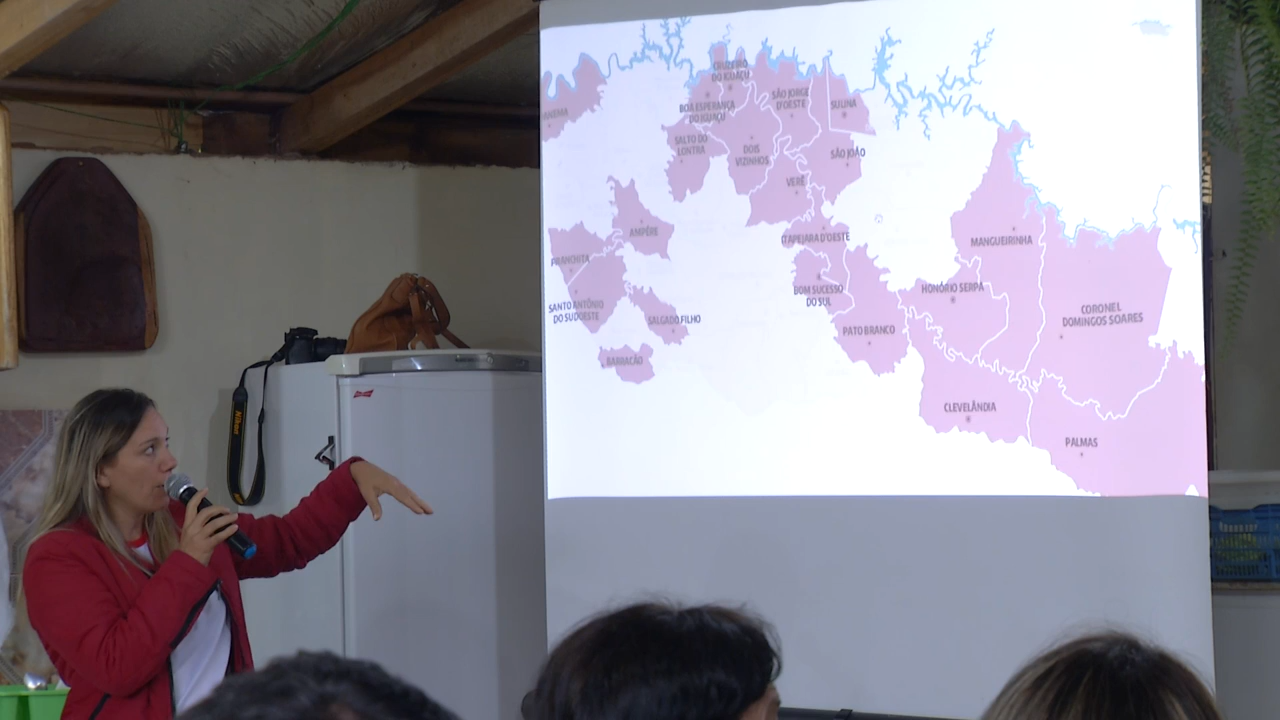 CRUZEIRO
DO IGUAÇU
BOA ESPERANÇA
DO IGUAÇU
SÃO JORGE
D'OESTE
SULINA
SALTO DO
LONTRA
DOIS
VIZINHOS
SÃO JOÃO
VERÊ
AMPÉRE
ITAPEJARA D'OESTE
MANGUEIRINHA
PRANCHITA
BOM SUCESSO
DO SUL
HONÓRIO SERPA
SANTO ANTÔNIO
DO SUDOESTE
SALGADO FILHO
CORONEL
DOMINGOS SOARES
PATO BRANCO
BARRACÃO
CLEVELÂNDIA
PALMAS
Nikon